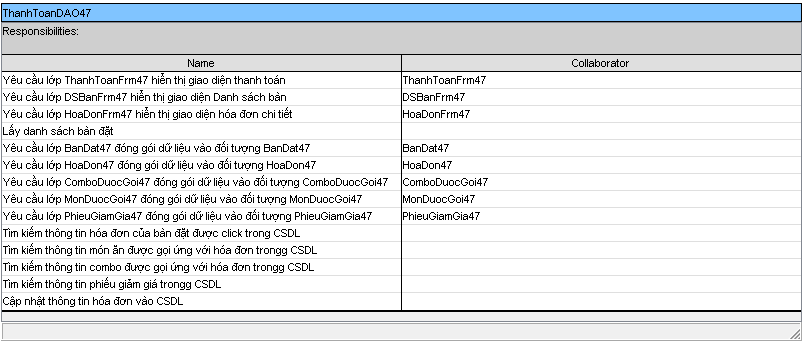 ThanhToanDAO47
Responsibilities:
Name Collaborator
Yêu cầu lớp ThanhToanFrm47 hiển thị giao diện thanh toán ThanhToanFrm47
Yêu cầu lớp DSBanFrm47 hiển thị giao diện Danh sách bàn DSBanFrm47
Yêu cầu lớp HoaDonFrm47 hiển thị giao diện hóa đơn chi tiết HoaDonFrm47
Lấy danh sách bàn đặt
Yêu cầu lớp BanDat47 đóng gói dữ liệu vào đối tượng BanDat47 BanDat47
Yêu cầu lớp HoaDon47 đóng gói dữ liệu vào đối tượng HoaDon47 HoaDon47
Yêu cầu lớp ComboDuocGoi47 đóng gói dữ liệu vào đối tượng ComboDuocGoi47 ComboDuocGoi47
Yêu cầu lớp MonDuocGoi47 đóng gói dữ liệu vào đối tượng MonDuocGoi47 MonDuocGoi47
Yêu cầu lớp PhieuGiamGia47 đóng gói dữ liệu vào đối tượng PhieuGiamGia47 PhieuGiamGia47
Tìm kiếm thông tin hóa đơn của bàn đặt được click trong CSDL
Tìm kiếm thông tin món ăn được gọi ứng với hóa đơn trongg CSDL
Tìm kiếm thông tin combo được gọi ứng với hóa đơn trongg CSDL
Tìm kiếm thông tin phiếu giảm giá trongg CSDL
Cập nhật thông tin hóa đơn vào CSDL